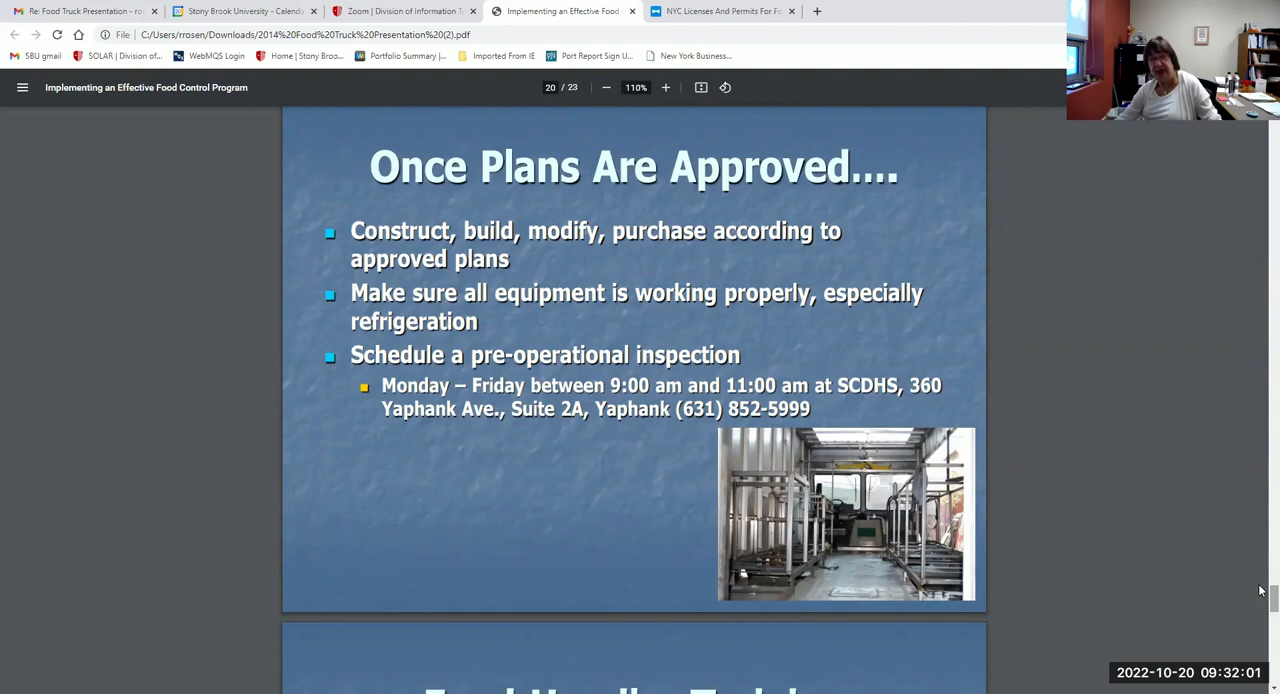 Re: Food Truck Presentation - ro
Stony Brook University - Calenda
Zoom | Division of Information T
Implementing an Effective Food
NYC Licenses And Permits For Fo
File
C:/Users/rrosen/Downloads/2014%20Food%20Truck%20Presentation%20(2).pdf
SBU gmail
SOLAR | Division of...
WebMQS Login
Home | Stony Broo...
Portfolio Summary |...
Imported From IE
Port Report Sign U...
New York Business...
Implementing an Effective Food Control Program
20 / 23
110%
Once Plans Are Approved....
Construct, build, modify, purchase according to
approved plans
Make sure all equipment is working properly, especially
refrigeration
Schedule a pre-operational inspection
Monday – Friday between 9:00 am and 11:00 am at SCDHS, 360
Yaphank Ave., Suite 2A, Yaphank (631) 852-5999
2022-10-20 09:32:01